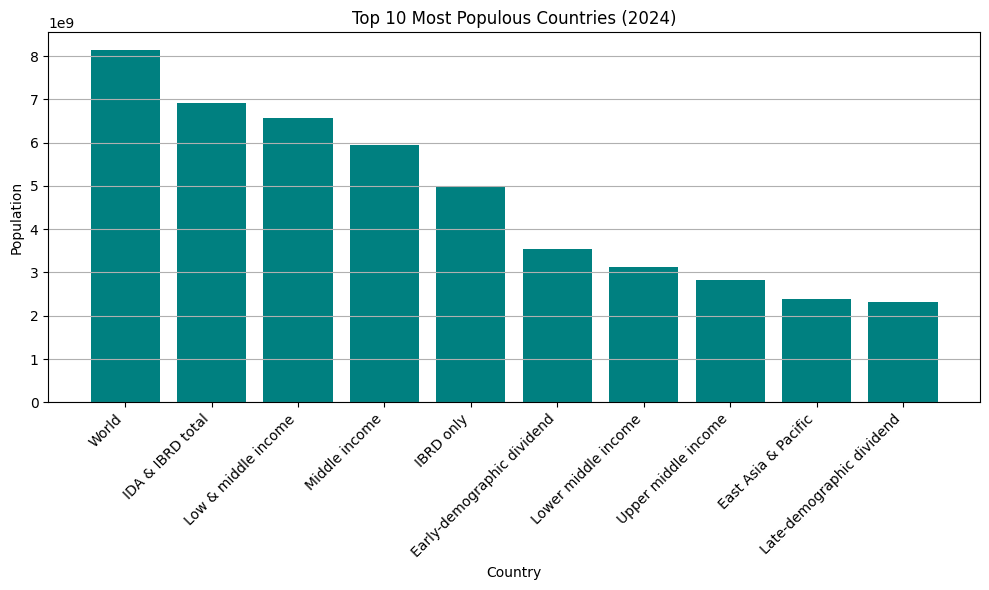 Top 10 Most Populous Countries (2024)
1e9
8
7
6
5
4
3
2
1
0
Population
World
IDA & IBRD total
Low & middle income
Middle income
IBRD only
Early-demographic dividend
Lower middle income
Upper middle income
East Asia & Pacific
Late-demographic dividend
Country